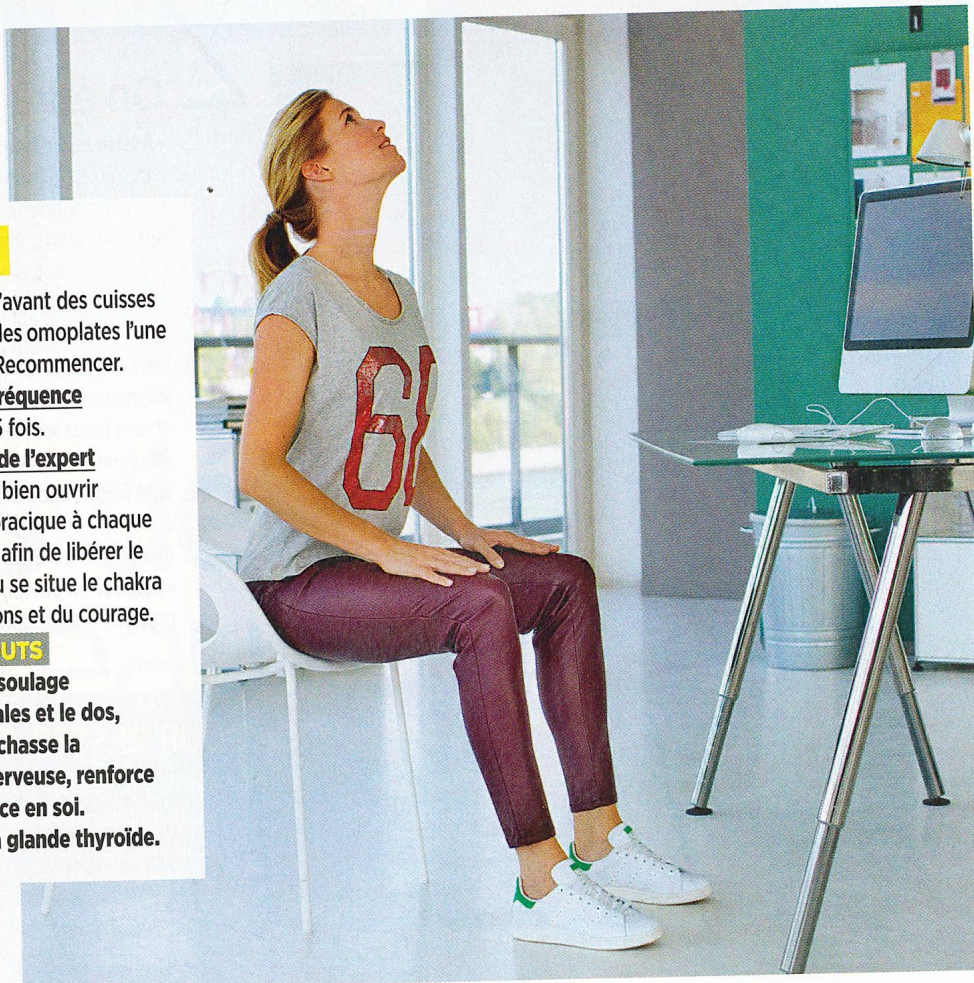 'avant des cuisses
les omoplates l'une
Recommencer.
réquence
5 fois.
de l'expert
bien ouvrir
racique à chaque
afin de libérer le
u se situe le chakra
ons et du courage.
UTS
soulage
ales et le dos,
chasse la
erveuse, renforce
ce en soi.
glande thyroïde.
66